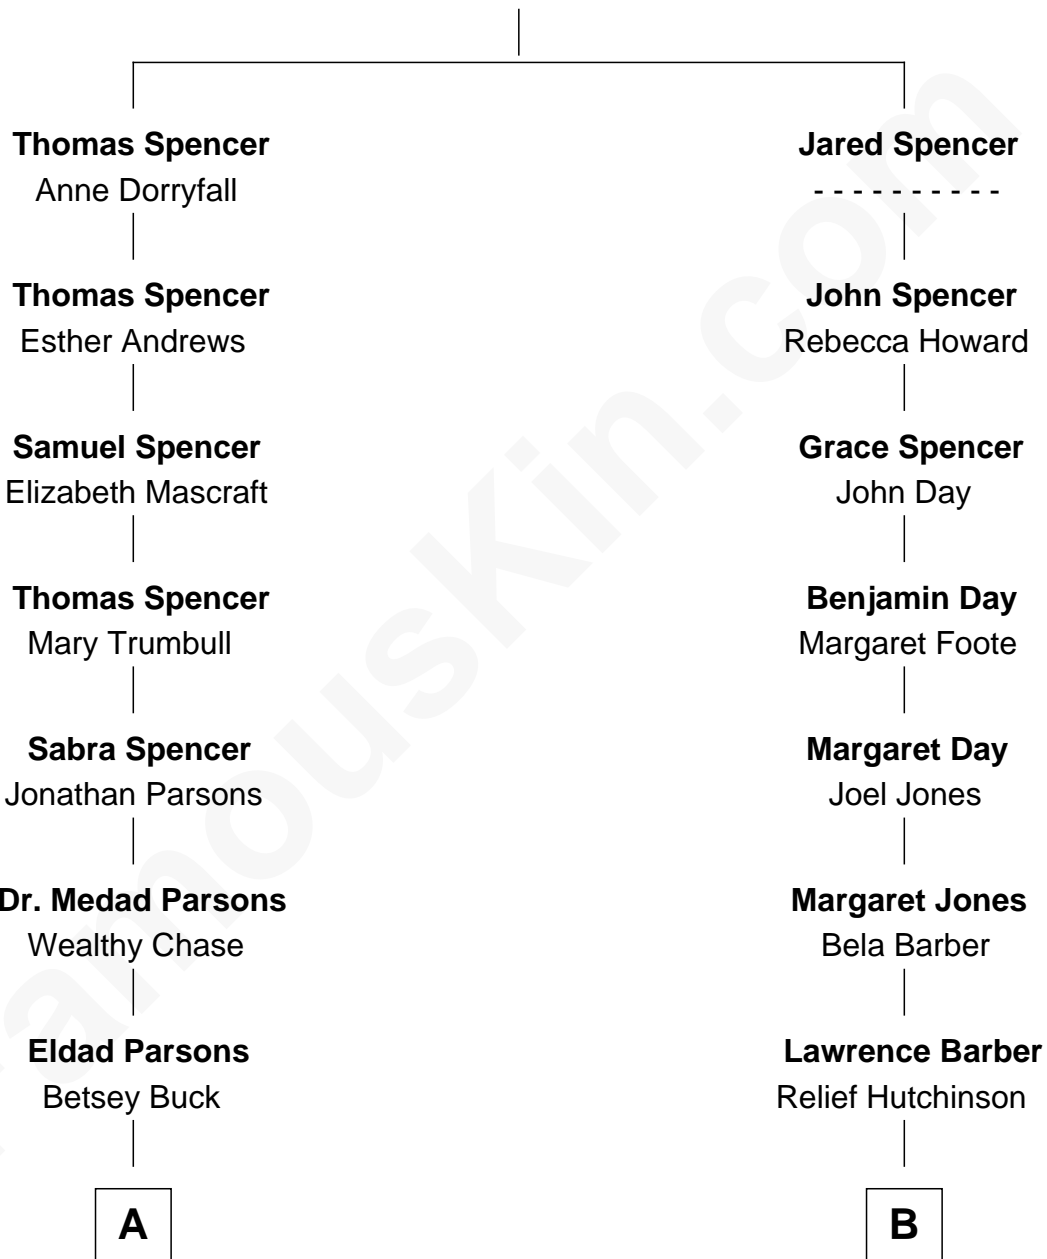 Thomas Spencer
Anne Dorryfall
Thomas Spencer
Esther Andrews
Samuel Spencer
Elizabeth Mascraft
Thomas Spencer
Mary Trumbull
Sabra Spencer
Jonathan Parsons
Dr. Medad Parsons
Wealthy Chase
Eldad Parsons
Betsey Buck
A
Jared Spencer
- - - - - - - - - -
John Spencer
Rebecca Howard
Grace Spencer
John Day
Benjamin Day
Margaret Foote
Margaret Day
Joel Jones
Margaret Jones
Bela Barber
Lawrence Barber
Relief Hutchinson
B
FamousKin.com